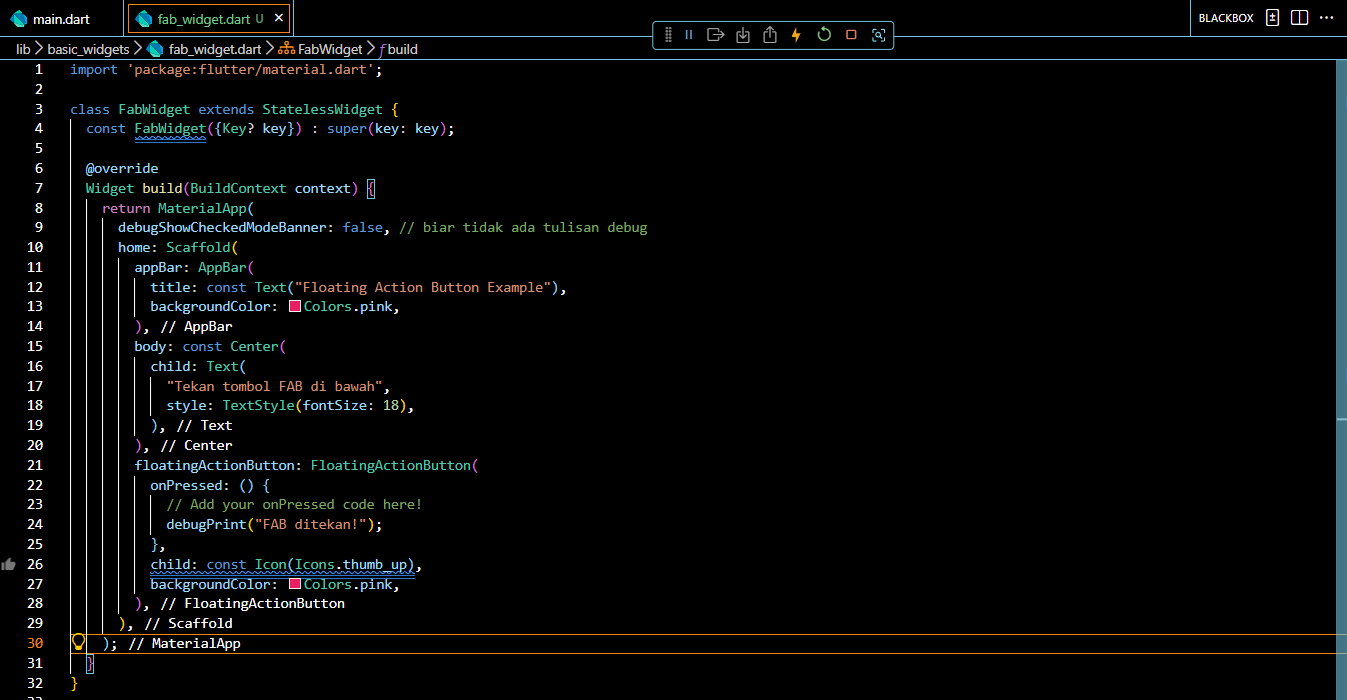 main.dart
fab_widget.dart U
BLACKBOX
lib > basic_widgets > fab_widget.dart > FabWidget > build
1 import 'package:flutter/material.dart';
2
3 class FabWidget extends StatelessWidget {
4 const FabWidget({Key? key}) : super(key: key);
5
6 @override
7 Widget build(BuildContext context) {
8 return MaterialApp(
9 debugShowCheckedModeBanner: false, // biar tidak ada tulisan debug
10 home: Scaffold(
11 appBar: AppBar(
12 title: const Text("Floating Action Button Example"),
13 backgroundColor: Colors.pink,
14 ), // AppBar
15 body: const Center(
16 child: Text(
17 "Tekan tombol FAB di bawah",
18 style: TextStyle(fontSize: 18),
19 ), // Text
20 ), // Center
21 floatingActionButton: FloatingActionButton(
22 onPressed: () {
23 // Add your onPressed code here!
24 debugPrint("FAB ditekan!");
25 },
26 child: const Icon(Icons.thumb_up),
27 backgroundColor: Colors.pink,
28 ), // FloatingActionButton
29 ), // Scaffold
30 ); // MaterialApp
31 }
32 }